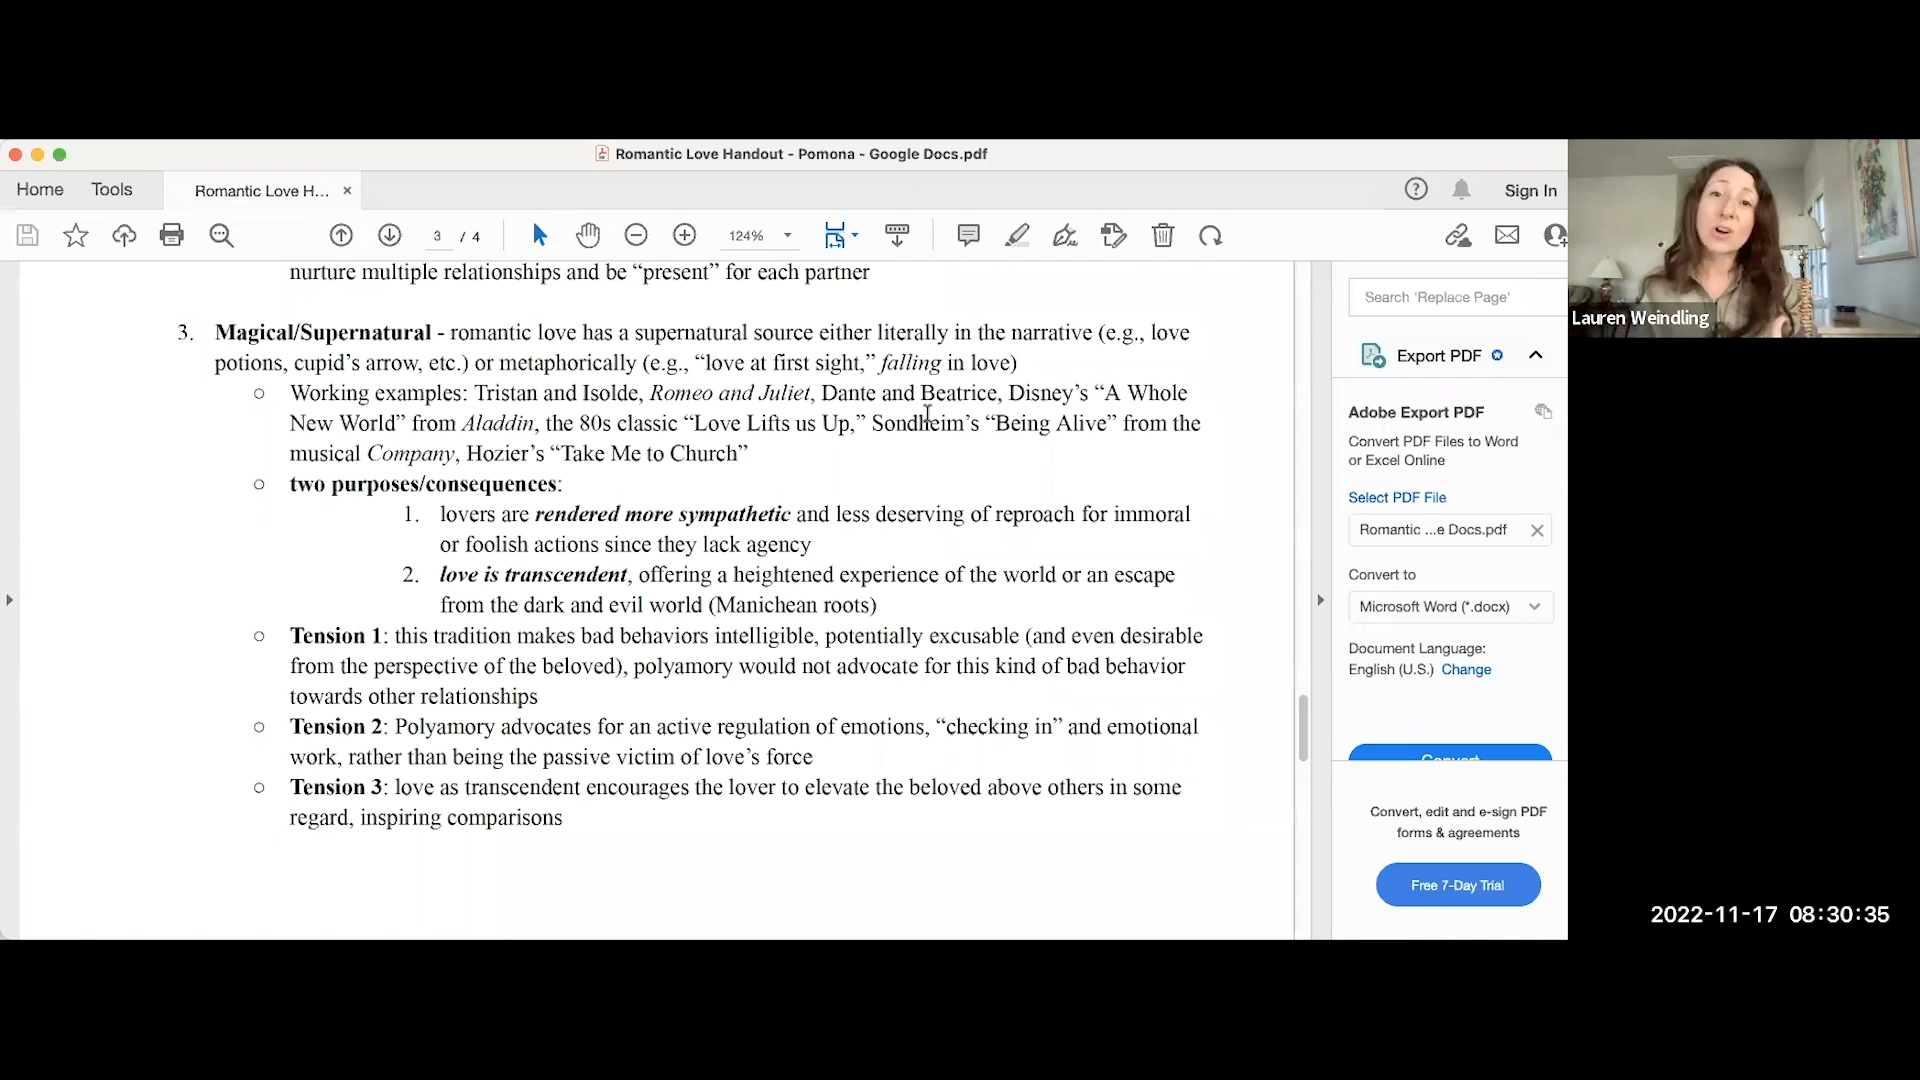 Romantic Love Handout - Pomona - Google Docs.pdf
Home
Tools
Romantic Love H...
Sign In
3 / 4
124%
nurture multiple relationships and be “present” for each partner
3. Magical/Supernatural - romantic love has a supernatural source either literally in the narrative (e.g., love
potions, cupid’s arrow, etc.) or metaphorically (e.g., “love at first sight,” falling in love)
○ Working examples: Tristan and Isolde, Romeo and Juliet, Dante and Beatrice, Disney’s “A Whole
New World” from Aladdin, the 80s classic “Love Lifts us Up,” Sondheim’s “Being Alive” from the
musical Company, Hozier’s “Take Me to Church”
○ two purposes/consequences:
1. lovers are rendered more sympathetic and less deserving of reproach for immoral
or foolish actions since they lack agency
2. love is transcendent, offering a heightened experience of the world or an escape
from the dark and evil world (Manichean roots)
○ Tension 1: this tradition makes bad behaviors intelligible, potentially excusable (and even desirable
from the perspective of the beloved), polyamory would not advocate for this kind of bad behavior
towards other relationships
○ Tension 2: Polyamory advocates for an active regulation of emotions, “checking in” and emotional
work, rather than being the passive victim of love’s force
○ Tension 3: love as transcendent encourages the lover to elevate the beloved above others in some
regard, inspiring comparisons
Search 'Replace Page'
Export PDF
Adobe Export PDF
Convert PDF Files to Word
or Excel Online
Select PDF File
Romantic ...e Docs.pdf
Convert to
Microsoft Word (*.docx)
Document Language:
English (U.S.) Change
Convert
Convert, edit and e-sign PDF
forms & agreements
Free 7-Day Trial
Lauren Weindling
2022-11-17 08:30:35